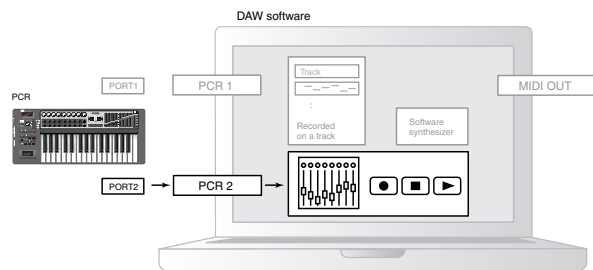 DAW software
PORT1
PCR 1
Track
:
Recorded
on a track
Software
synthesizer
MIDI OUT
PCR
PORT2
PCR 2